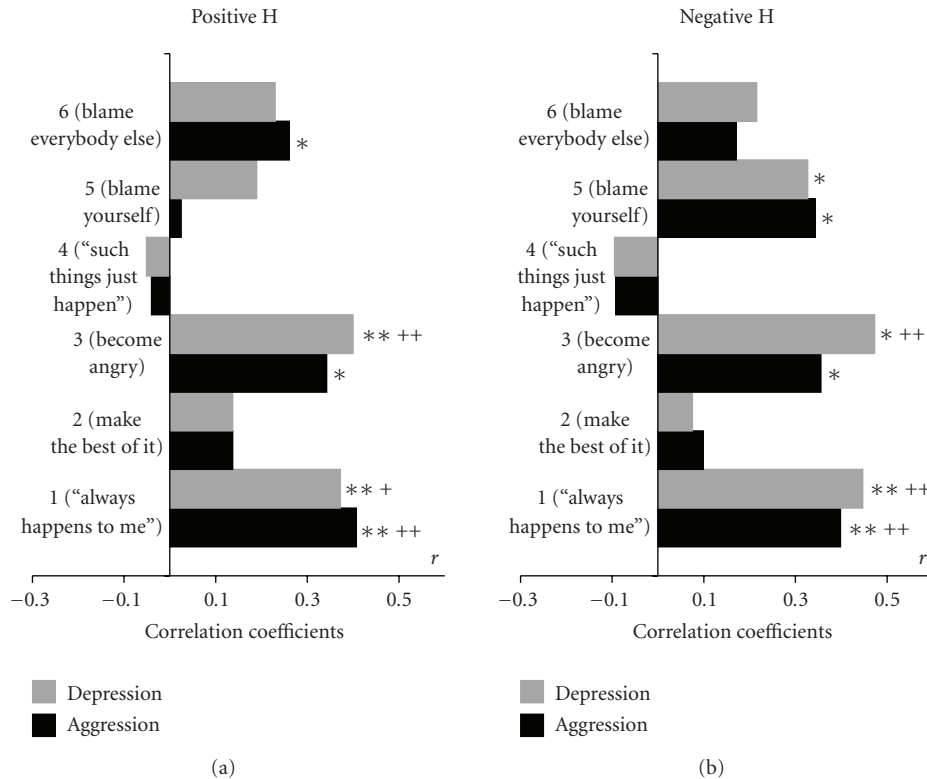 Positive H
6 (blame
everybody else)
*
5 (blame
yourself)
4 (“such
things just
happen”)
3 (become
angry)
** ++
*
2 (make
the best of it)
1 (“always
happens to me”)
** +
** ++
r
−0.3
−0.1
0.1
0.3
0.5
Correlation coefficients
Depression
Aggression
(a)
Negative H
6 (blame
everybody else)
5 (blame
yourself)
*
*
4 (“such
things just
happen”)
3 (become
angry)
* ++
*
2 (make
the best of it)
1 (“always
happens to me”)
** ++
** ++
r
−0.3
−0.1
0.1
0.3
0.5
Correlation coefficients
Depression
Aggression
(b)